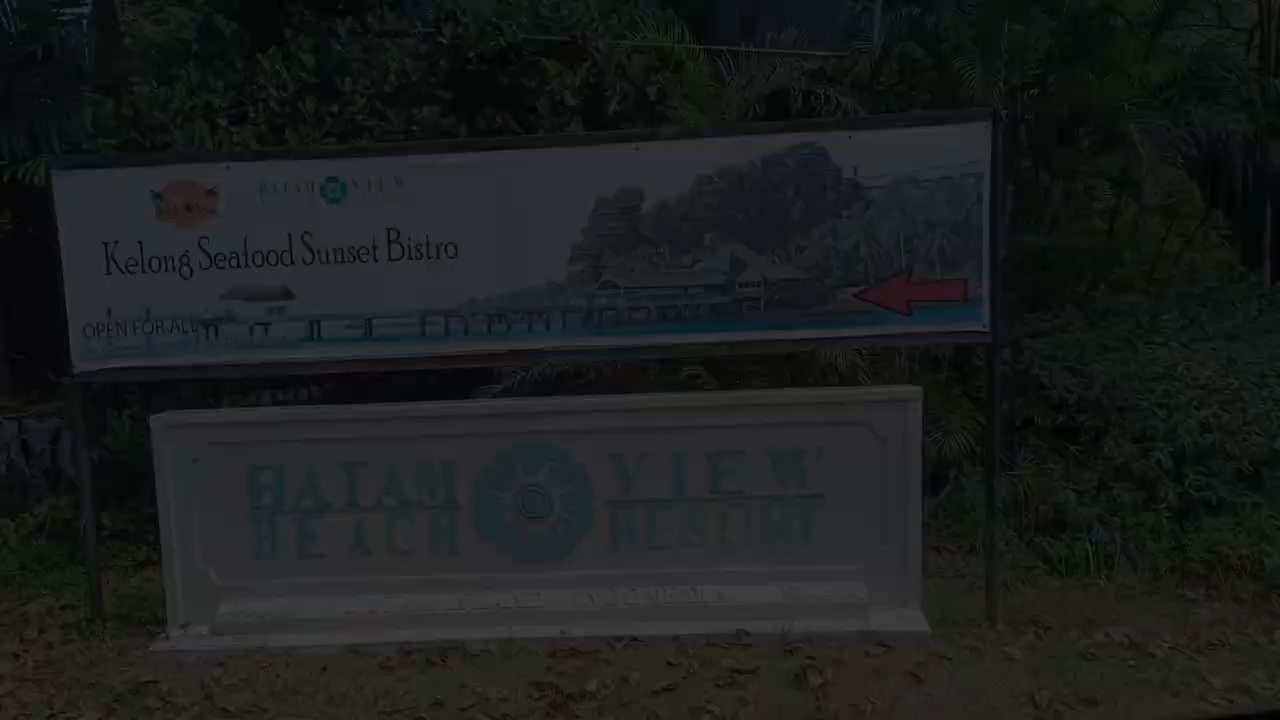 BATAM VIEW
Kelong Seafood Sunset Bistro
OPEN FOR ALL
BATAM VIEW
BEACH RESORT